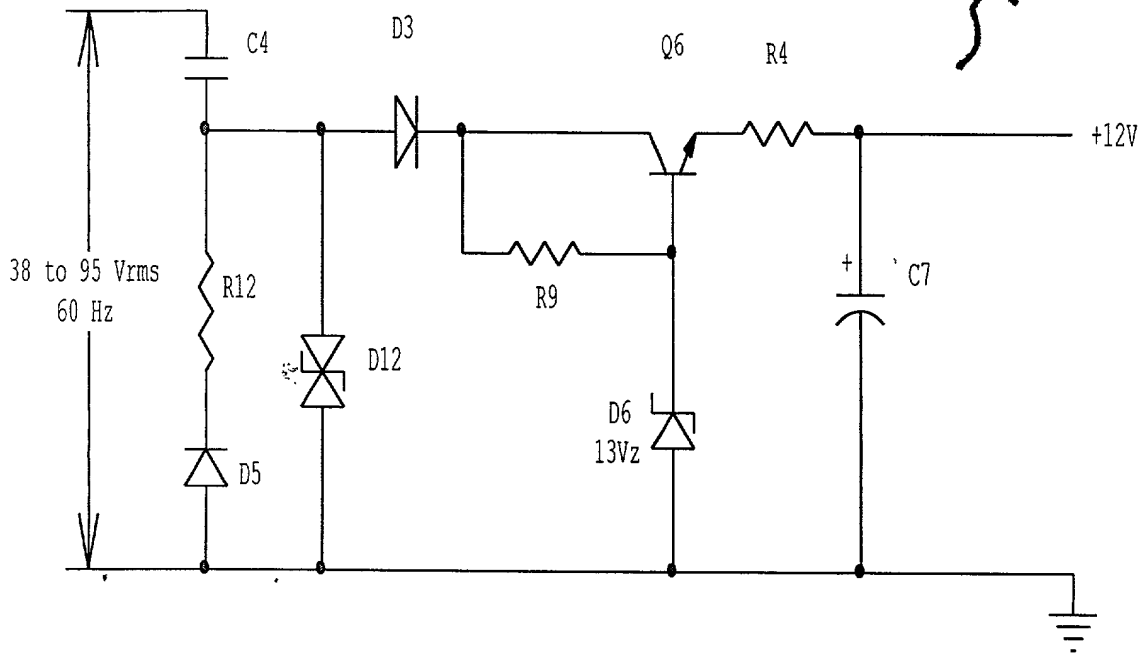 D3
C4
Q6
R4
+12V
38 to 95 Vrms
60 Hz
R12
R9
+
C7
D12
D6
13Vz
D5